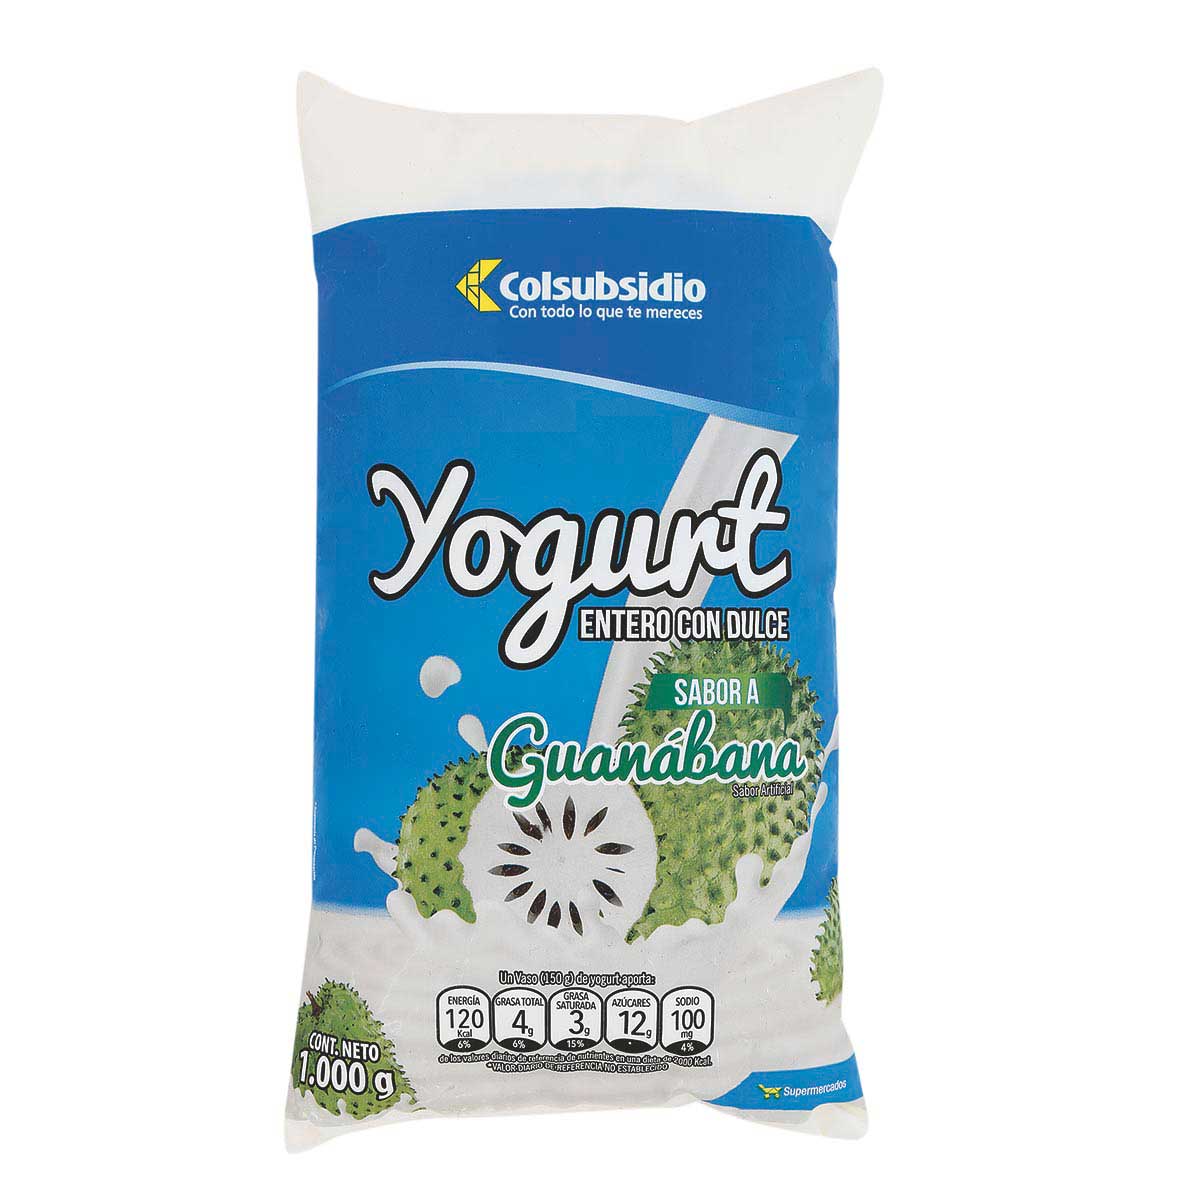 Colsubsidio
Con todo lo que te mereces
Yogurt
ENTERO CON DULCE
SABOR A
Guanábana
Sabor Artificial
Un Vaso (150 g) de yogurt aporta:
ENERGÍA 120 Kcal 6%
GRASA TOTAL 4g 6%
GRASA SATURADA 3g 15%
AZÚCARES 12g *
SODIO 100 mg 4%
de los valores diarios de referencia de nutrientes en una dieta de 2000 Kcal.
*VALOR DIARIO DE REFERENCIA NO ESTABLECIDO
CONT. NETO
1.000 g
Supermercados